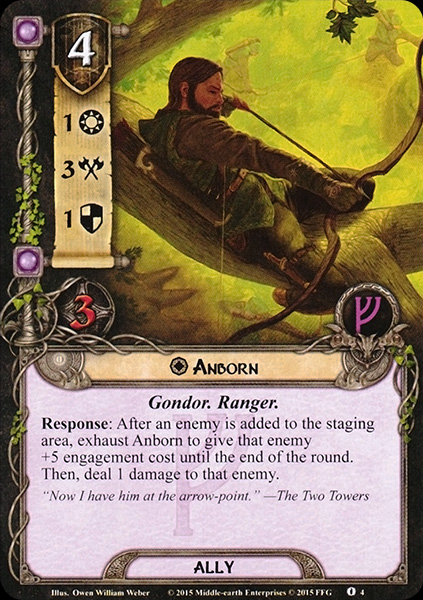 4
1
3
1
3
ANBORN
Gondor. Ranger.
Response: After an enemy is added to the staging
area, exhaust Anborn to give that enemy
+5 engagement cost until the end of the round.
Then, deal 1 damage to that enemy.
“Now I have him at the arrow-point.” —The Two Towers
ALLY
Illus. Owen William Weber © 2015 Middle-earth Enterprises © 2015 FFG 4